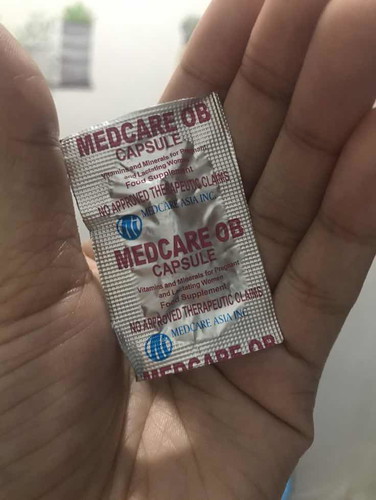 MEDCARE OB
CAPSULE
Vitamins and Minerals for Pregnant
and Lactating Women
Food Supplement
NO APPROVED THERAPEUTIC CLAIMS
MEDCARE ASIA INC.
MEDCARE OB
CAPSULE
Vitamins and Minerals for Pregnant
and Lactating Women
Food Supplement
NO APPROVED THERAPEUTIC CLAIMS
MEDCARE ASIA INC.
MEDCARE OB